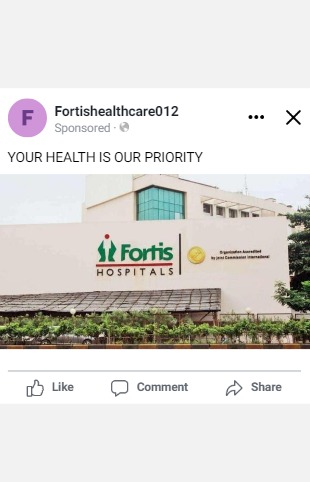 F
Fortishealthcare012
Sponsored ·
YOUR HEALTH IS OUR PRIORITY
Fortis
HOSPITALS
Organization Accredited
by Joint Commission International
Like
Comment
Share